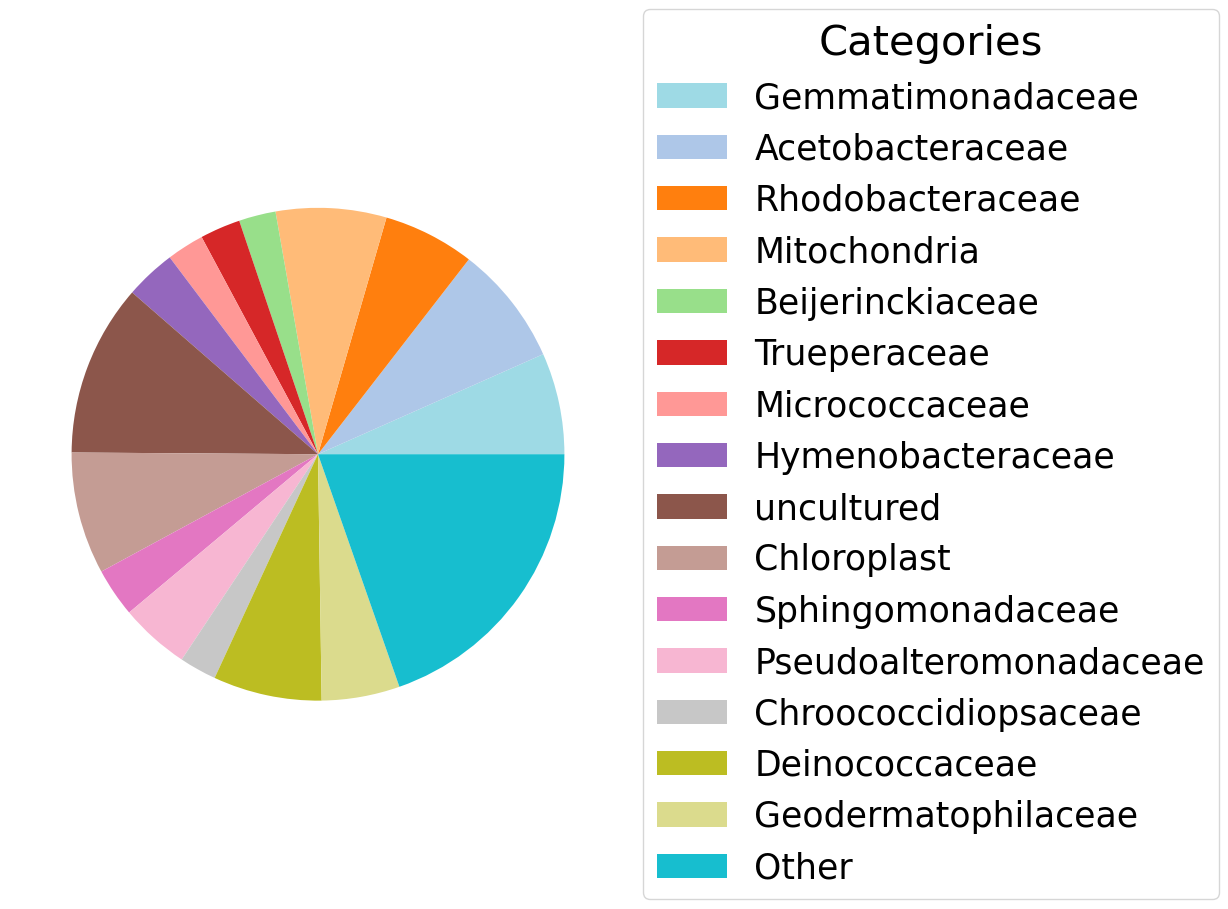 Categories
Gemmatimonadaceae
Acetobacteraceae
Rhodobacteraceae
Mitochondria
Beijerinckiaceae
Trueperaceae
Micrococcaceae
Hymenobacteraceae
uncultured
Chloroplast
Sphingomonadaceae
Pseudoalteromonadaceae
Chroococcidiopsaceae
Deinococcaceae
Geodermatophilaceae
Other